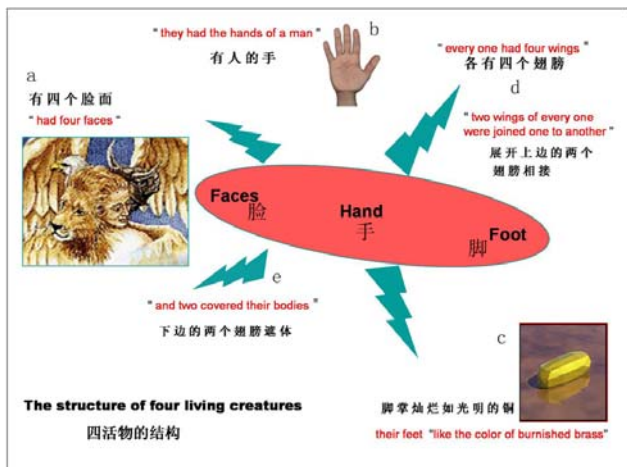 " they had the hands of a man "
有人的手
b
" every one had four wings "
各有四个翅膀
d
a
有四个脸面
" had four faces "
" two wings of every one
were joined one to another "
展开上边的两个
翅膀相接
Faces
脸
Hand
手
Foot
脚
e
" and two covered their bodies "
下边的两个翅膀遮体
c
The structure of four living creatures
四活物的结构
脚掌灿烂如光明的铜
their feet "like the color of burnished brass"